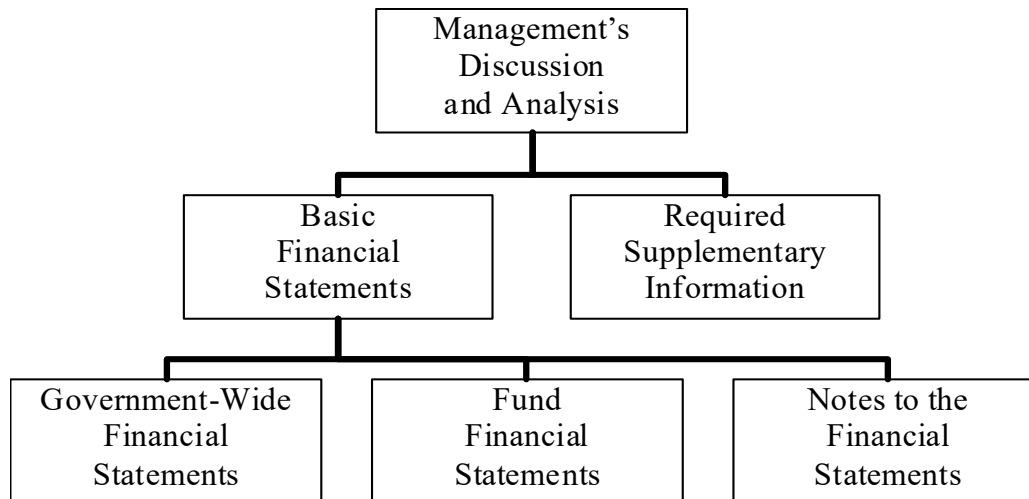 Management’s
Discussion
and Analysis
Basic
Financial
Statements
Required
Supplementary
Information
Government-Wide
Financial
Statements
Fund
Financial
Statements
Notes to the
Financial
Statements